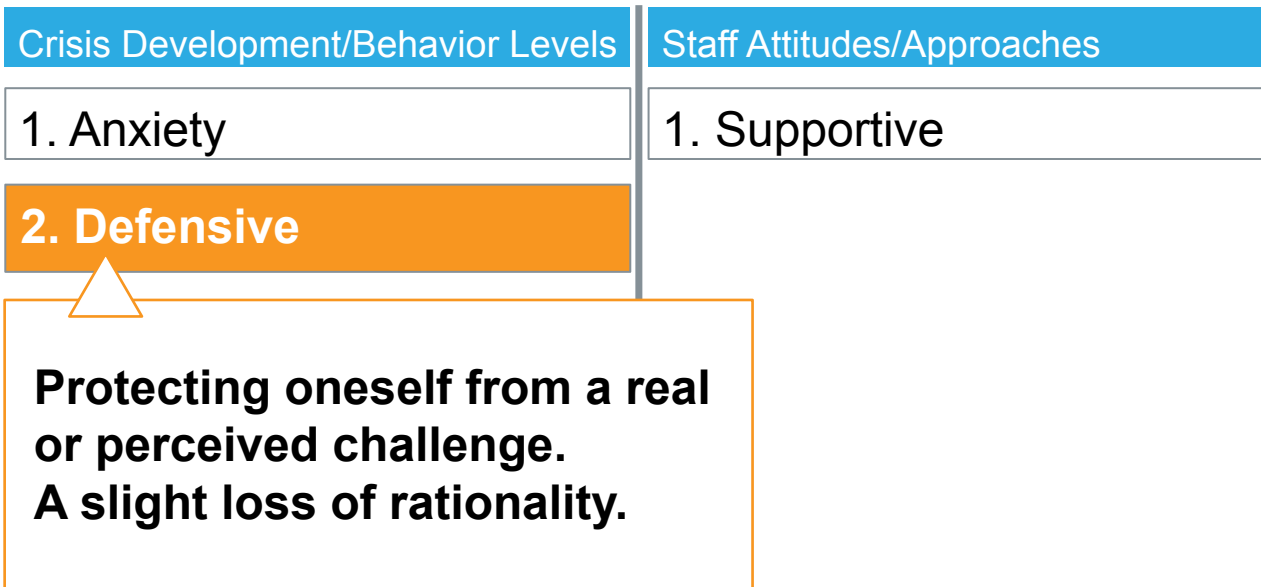 Crisis Development/Behavior Levels
Staff Attitudes/Approaches
1. Anxiety
1. Supportive
2. Defensive
Protecting oneself from a real
or perceived challenge.
A slight loss of rationality.